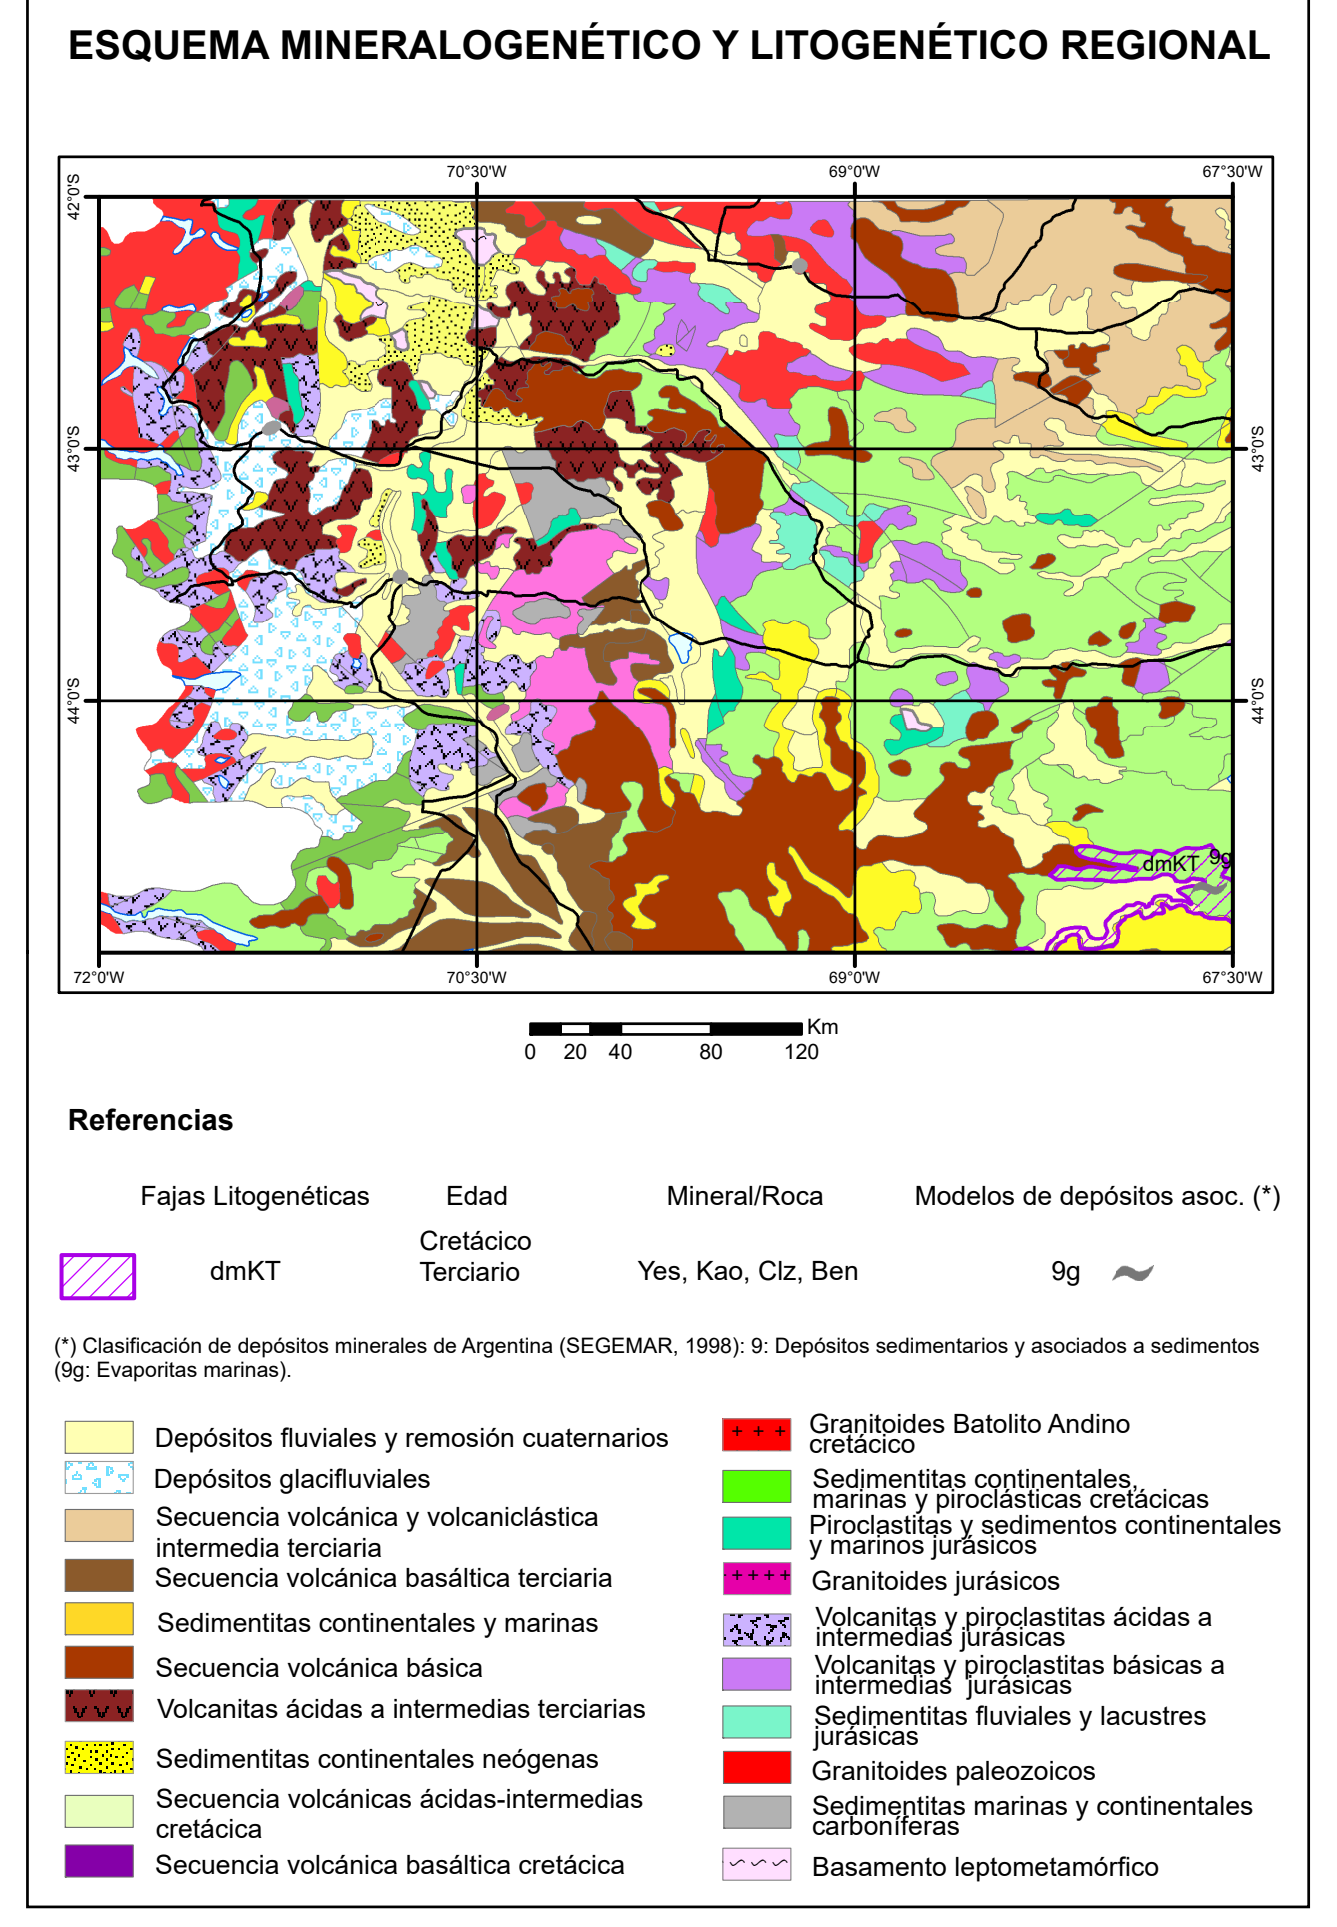 ESQUEMA MINERALOGENÉTICO Y LITOGENÉTICO REGIONAL
70°30'W 69°0'W 67°30'W
42°0'S
43°0'S 43°0'S
44°0'S 44°0'S
dmKT 9g
72°0'W 70°30'W 69°0'W 67°30'W
Km
0 20 40 80 120
Referencias
Fajas Litogenéticas Edad Mineral/Roca Modelos de depósitos asoc. (*)
Cretácico
dmKT Terciario Yes, Kao, Clz, Ben 9g
(*) Clasificación de depósitos minerales de Argentina (SEGEMAR, 1998): 9: Depósitos sedimentarios y asociados a sedimentos
(9g: Evaporitas marinas).
Depósitos fluviales y remosión cuaternarios
Depósitos glacifluviales
Secuencia volcánica y volcaniclástica
intermedia terciaria
Secuencia volcánica basáltica terciaria
Sedimentitas continentales y marinas
Secuencia volcánica básica
Volcanitas ácidas a intermedias terciarias
Sedimentitas continentales neógenas
Secuencia volcánicas ácidas-intermedias
cretácica
Secuencia volcánica basáltica cretácica
Granitoides Batolito Andino
cretácico
Sedimentitas continentales,
marinas y piroclásticas cretácicas
Piroclastitas y sedimentos continentales
y marinos jurásicos
Granitoides jurásicos
Volcanitas y piroclastitas ácidas a
intermedias jurásicas
Volcanitas y piroclastitas básicas a
intermedias jurásicas
Sedimentitas fluviales y lacustres
jurásicas
Granitoides paleozoicos
Sedimentitas marinas y continentales
carboníferas
Basamento leptometamórfico